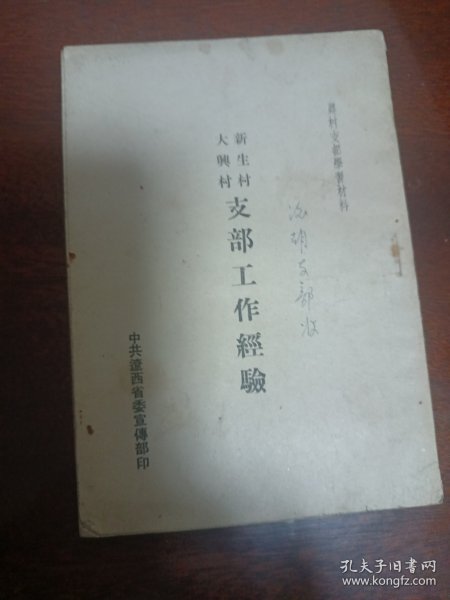 農村支部學習材料
新生村
大興村
支部工作經驗
中共遼西省委宣傳部印
孔夫子旧书网
www.kongfz.com